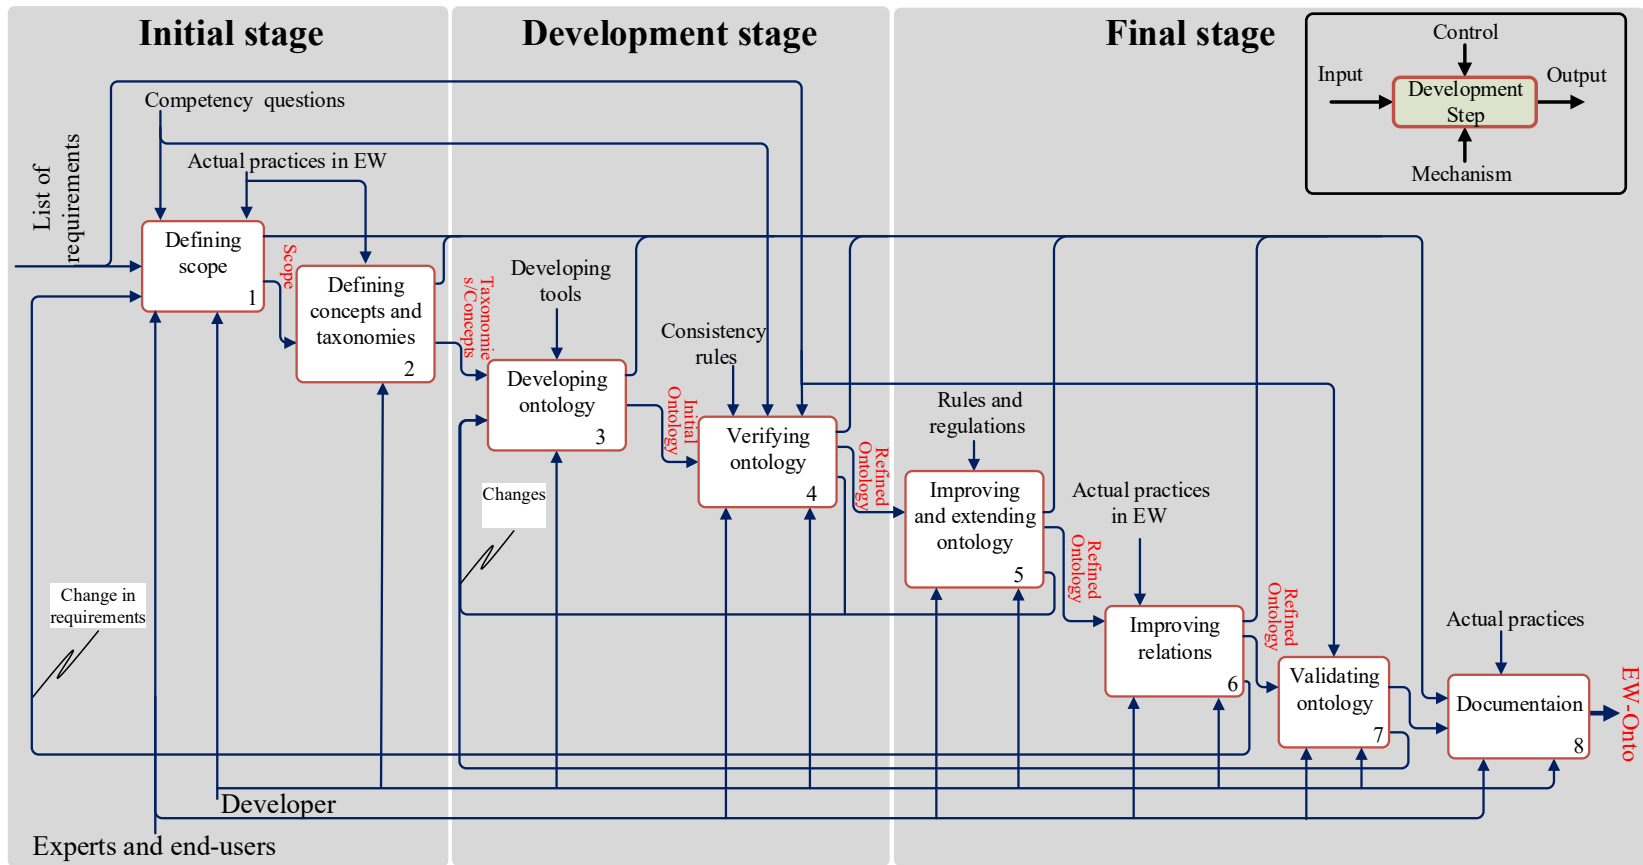 Initial stage
Development stage
Final stage
Control
Input
Output
Development
Step
Mechanism
Competency questions
Actual practices in EW
List of
requirements
Defining
scope
1
Scope
Defining
concepts and
taxonomies
2
Taxonomie
s/Concepts
Developing
tools
Developing
ontology
3
Initial
Ontology
Consistency
rules
Verifying
ontology
4
Refined
Ontology
Rules and
regulations
Improving
and extending
ontology
5
Refined
Ontology
Actual practices
in EW
Improving
relations
6
Refined
Ontology
Validating
ontology
7
Actual practices
Documentaion
8
EW-Onto
Changes
Change in
requirements
Developer
Experts and end-users